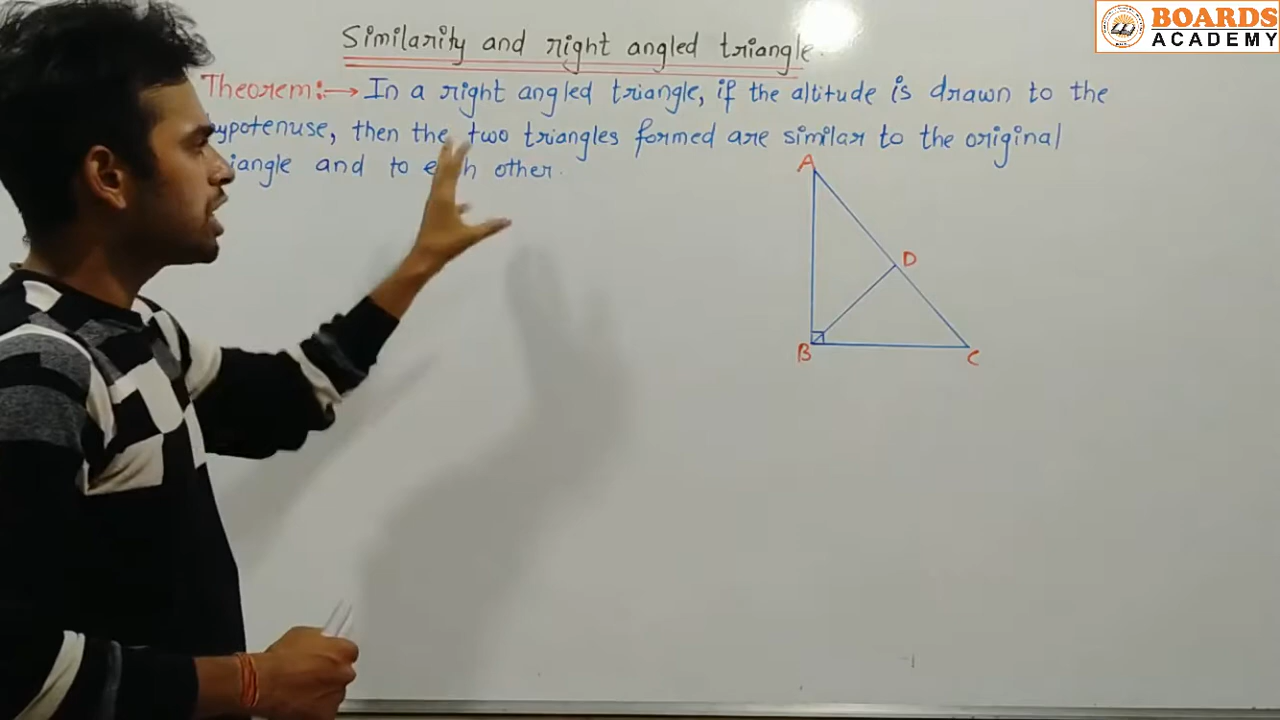 BOARDS
ACADEMY
Similarity and right angled triangle.
Theorem:→ In a right angled triangle, if the altitude is drawn to the
ypotenuse, then the two triangles formed are similar to the original
iangle and to e h other.
A
D
B
C